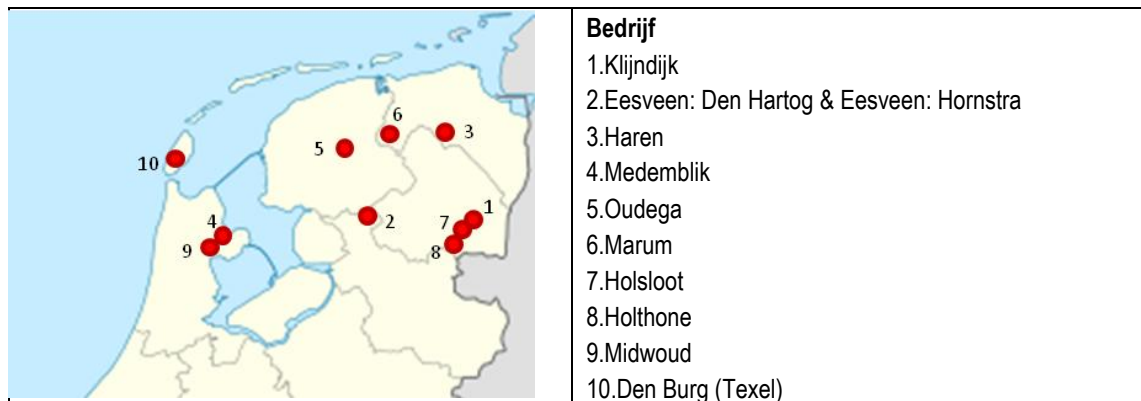 6
5
3
10
1
4
7
2
9
8
Bedrijf
1.Klijndijk
2.Eesveen: Den Hartog & Eesveen: Hornstra
3.Haren
4.Medemblik
5.Oudega
6.Marum
7.Holsloot
8.Holthone
9.Midwoud
10.Den Burg (Texel)